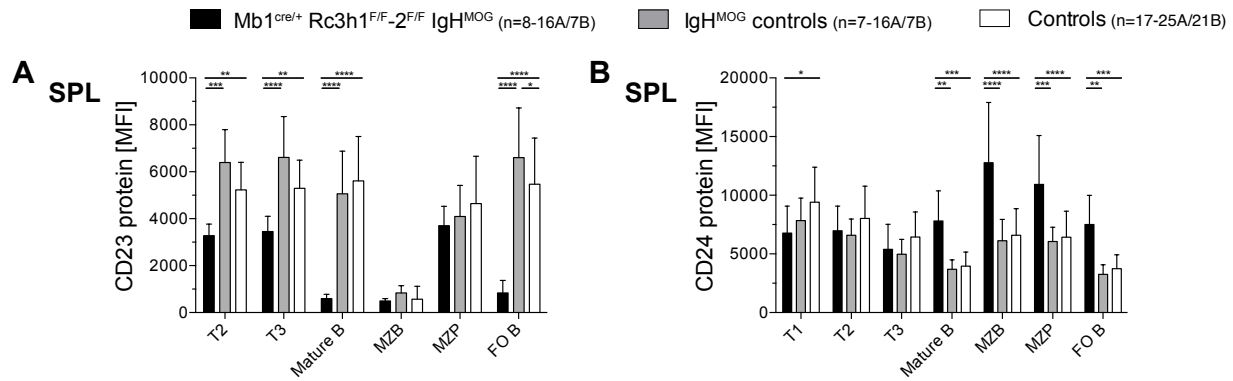 Mb1cre/+ Rc3h1F/F-2F/F IgHMOG (n=8-16A/7B)
IgHMOG controls (n=7-16A/7B)
Controls (n=17-25A/21B)
A
SPL
CD23 protein [MFI]
10000
8000
6000
4000
2000
0
** ** **** ****
*** **** **** **** *
T2
T3
Mature B
MZB
MZP
FO B
B
SPL
CD24 protein [MFI]
20000
15000
10000
5000
0
* *** **** **** ***
** **** *** **
T1
T2
T3
Mature B
MZB
MZP
FO B